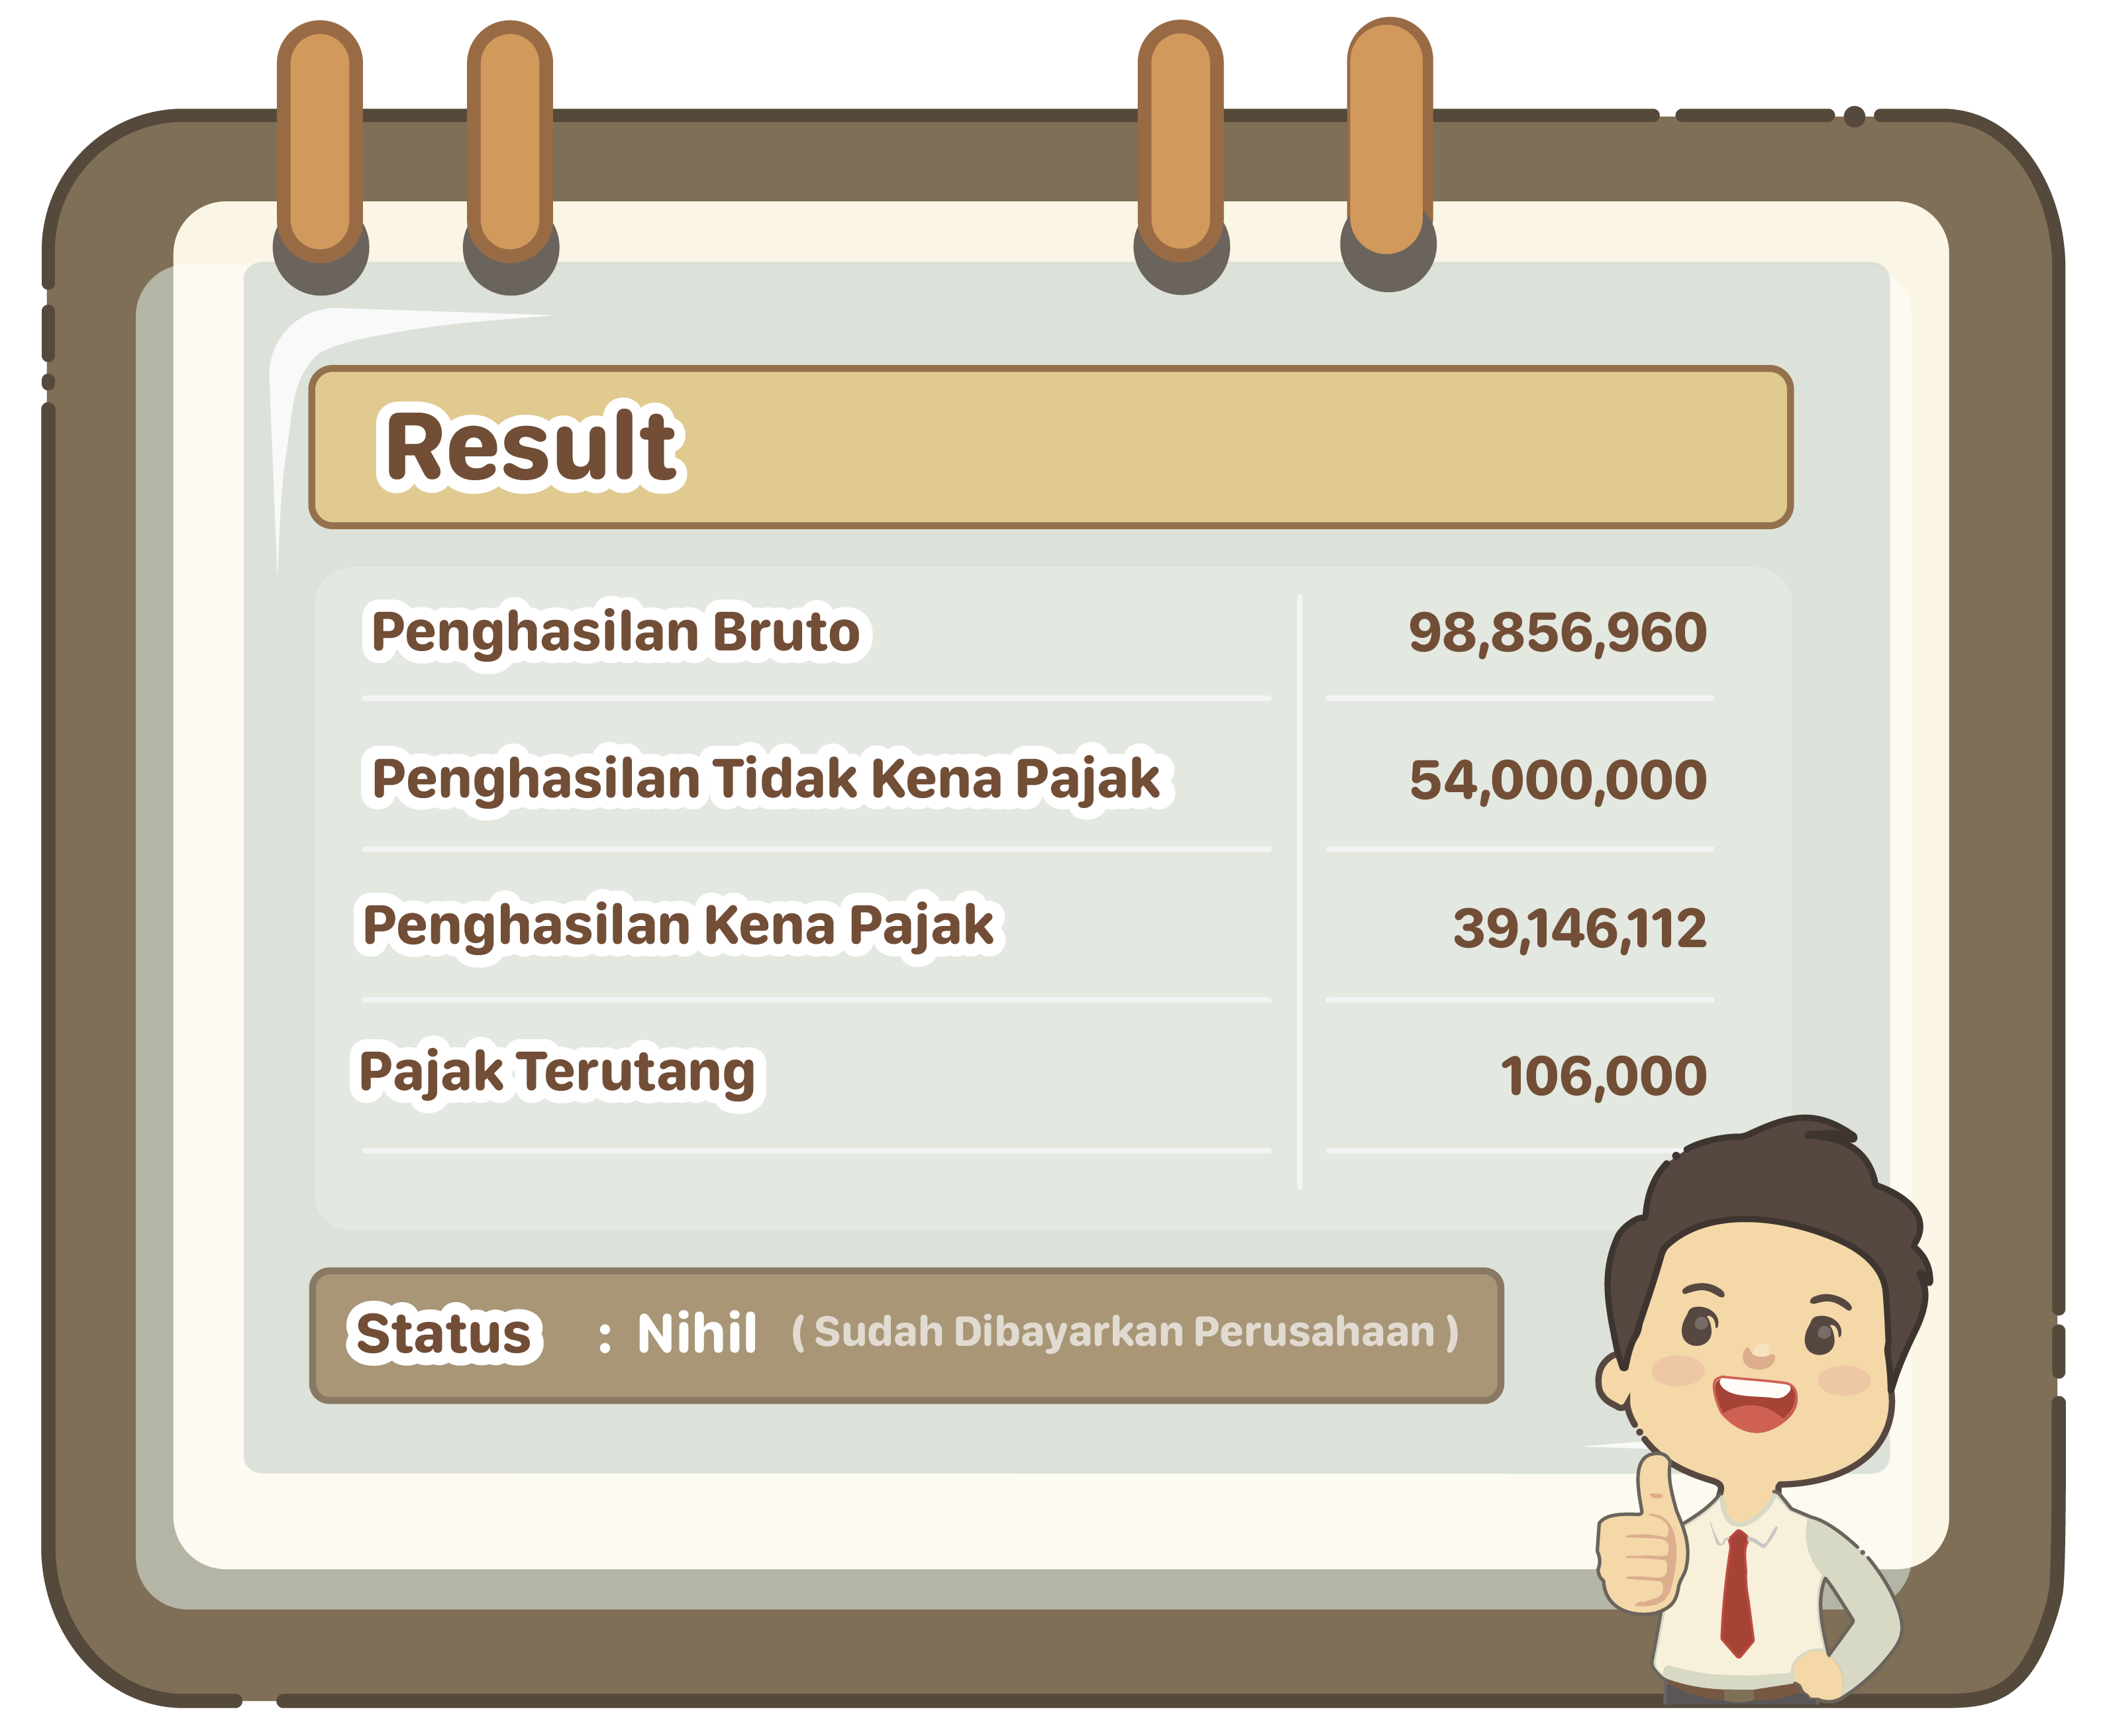 Result
Penghasilan Bruto 98,856,960
Penghasilan Tidak Kena Pajak 54,000,000
Penghasilan Kena Pajak 39,146,112
Pajak Terutang 106,000
Status : Nihil ( Sudah Dibayarkan Perusahaan )